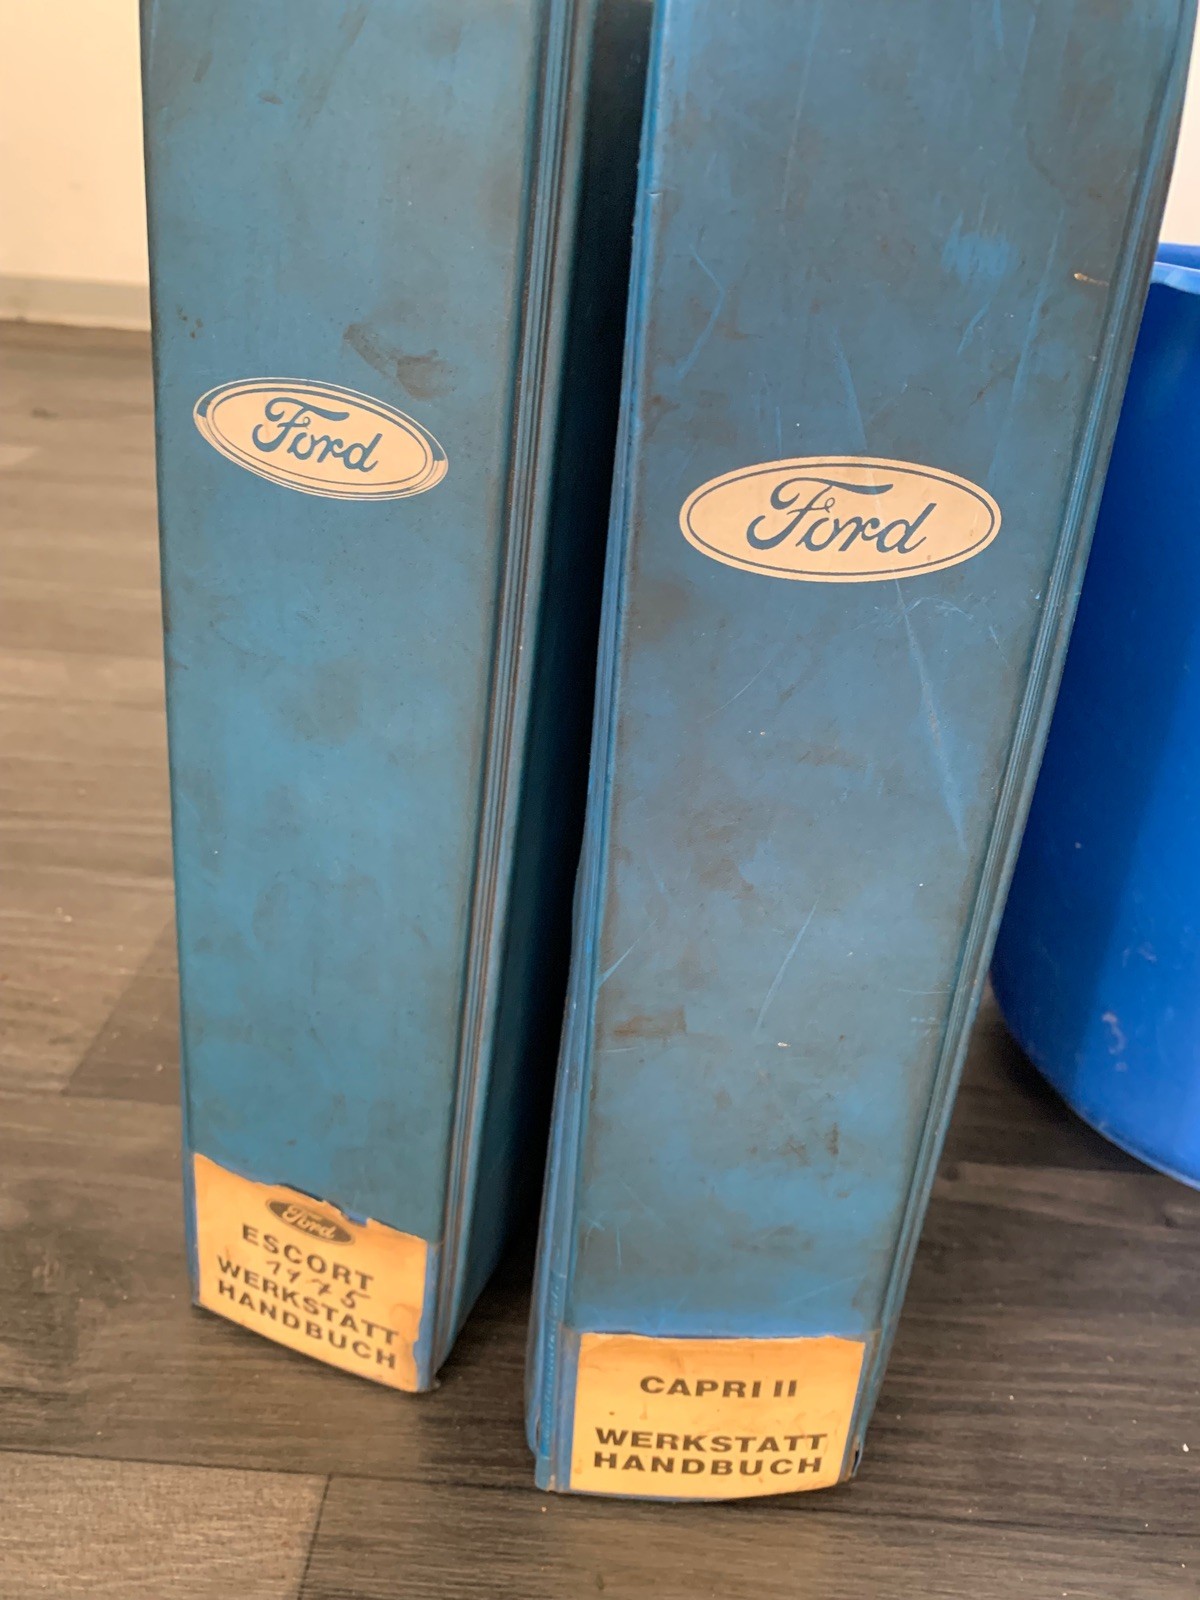 Ford
Ford
ESCORT
1975
WERKSTATT
HANDBUCH
Ford
CAPRI II
WERKSTATT
HANDBUCH